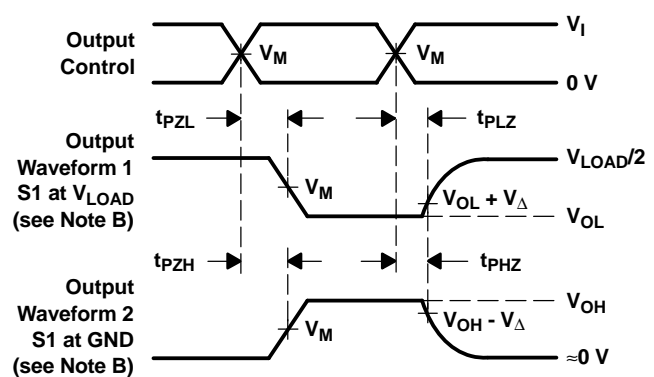 Output
Control
V_I
V_M
V_M
0 V
t_PZL
t_PLZ
Output
Waveform 1
S1 at V_LOAD
(see Note B)
V_LOAD/2
V_M
V_OL + V_Δ
V_OL
t_PZH
t_PHZ
Output
Waveform 2
S1 at GND
(see Note B)
V_OH
V_M
V_OH - V_Δ
≈0 V